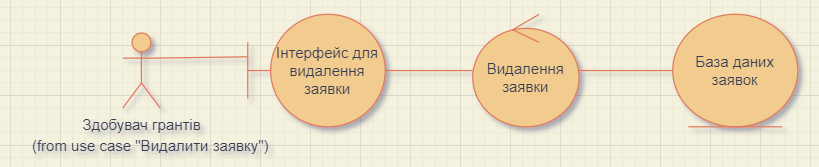 Інтерфейс для
видалення
заявки
Видалення
заявки
База даних
заявок
Здобувач грантів
(from use case "Видалити заявку")